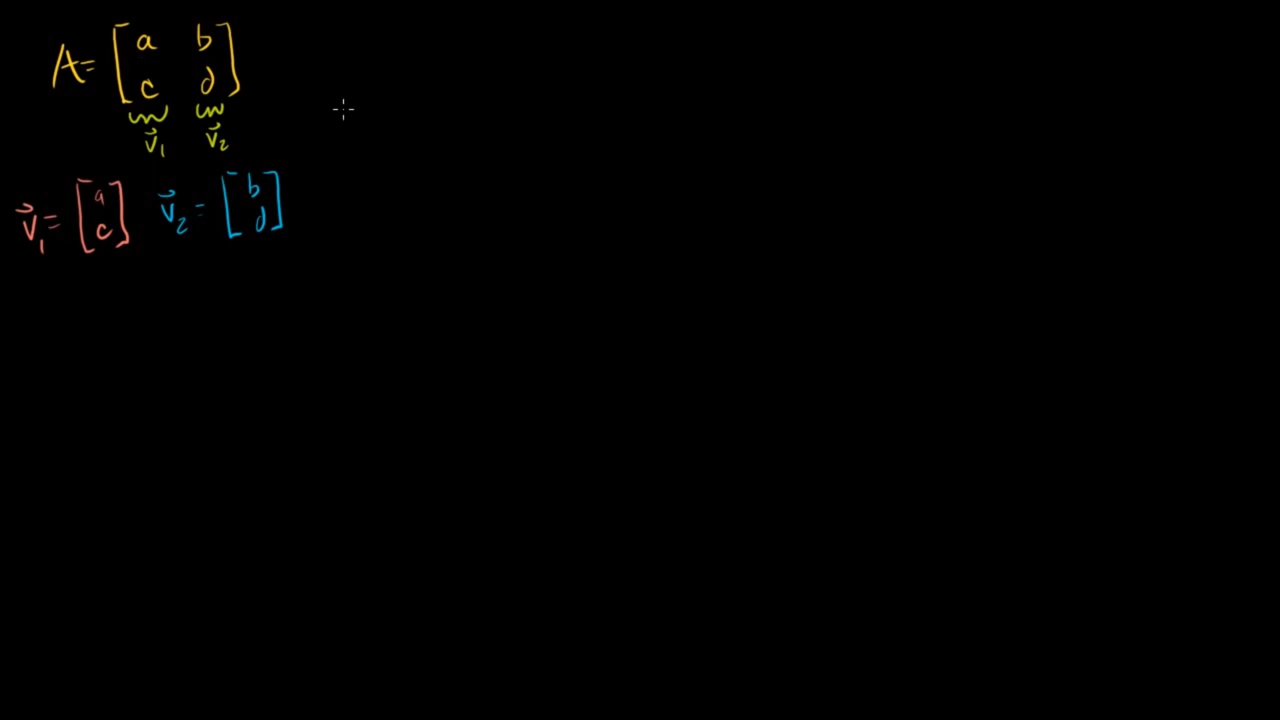 A = [ a b
c d ]
v⃗₁ v⃗₂
v⃗₁ = [ a c ] v⃗₂ = [ b d ]